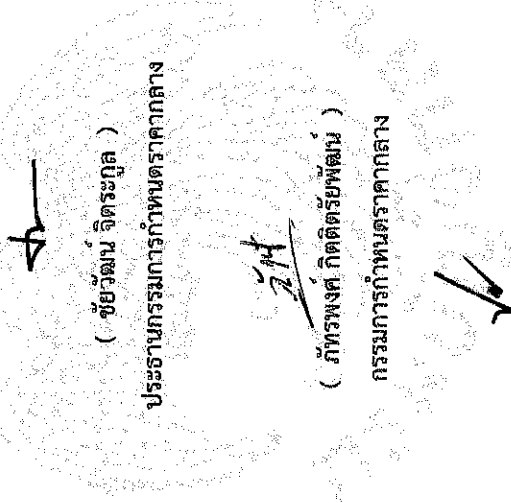 ( ชัยวัฒน์ จิตระกูล )
ประธานกรรมการกำหนดราคากลาง
( ภัทรพงศ์ กิตติตรัยพัฒน์ )
กรรมการกำหนดราคากลาง